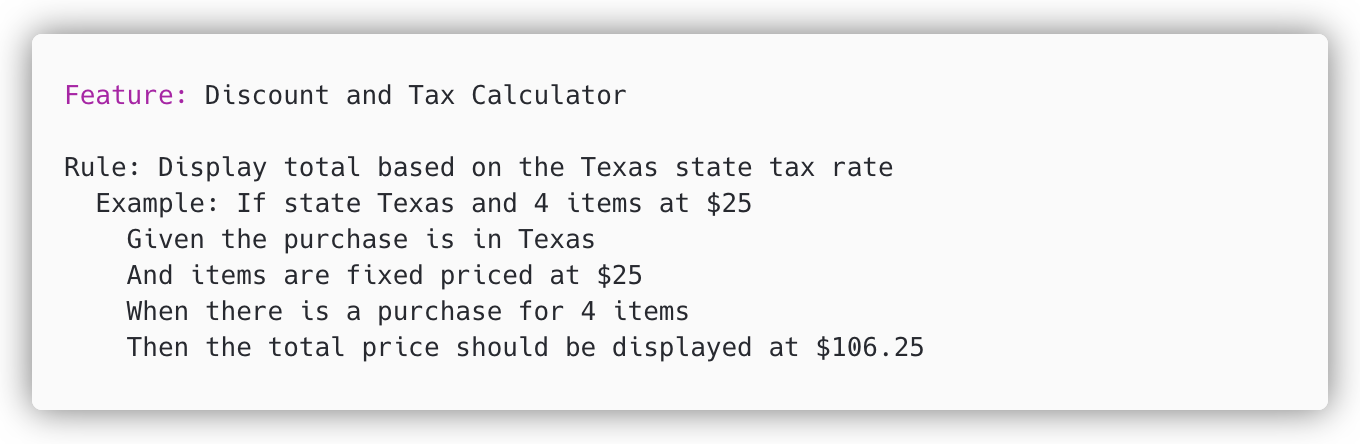 Feature: Discount and Tax Calculator
Rule: Display total based on the Texas state tax rate
Example: If state Texas and 4 items at $25
Given the purchase is in Texas
And items are fixed priced at $25
When there is a purchase for 4 items
Then the total price should be displayed at $106.25